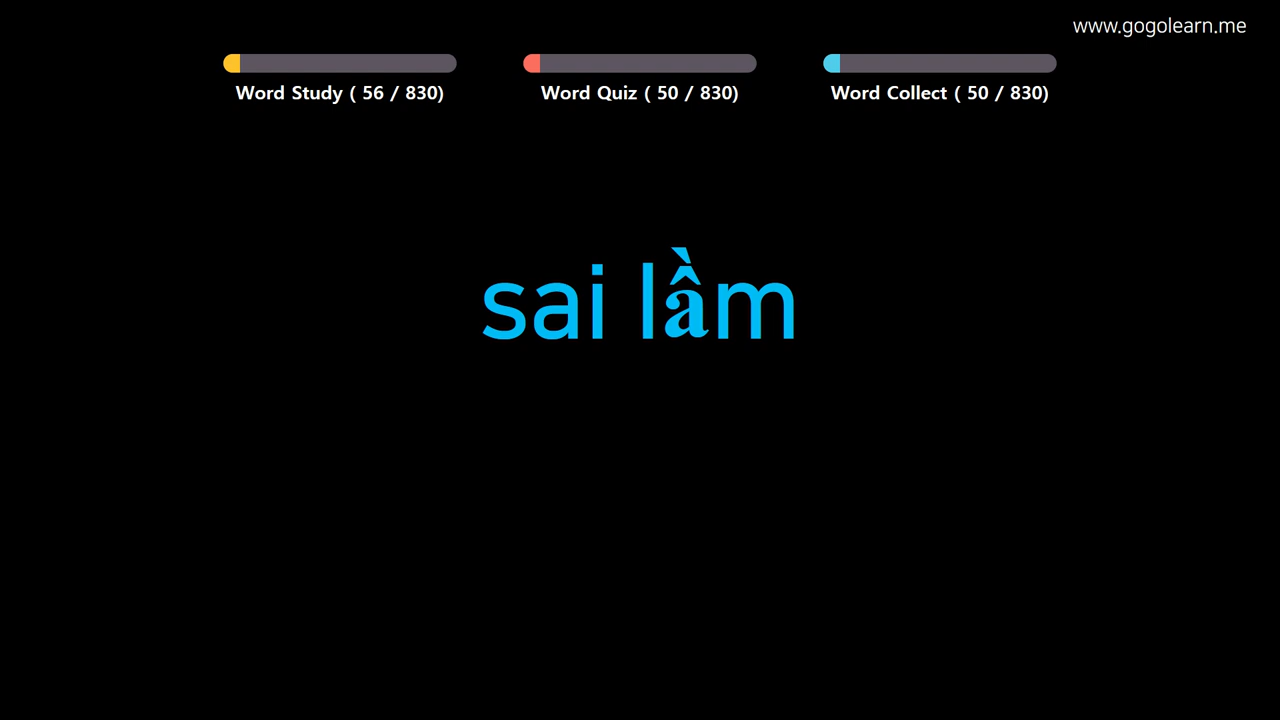 www.gogolearn.me
Word Study ( 56 / 830)
Word Quiz ( 50 / 830)
Word Collect ( 50 / 830)
sai lầm